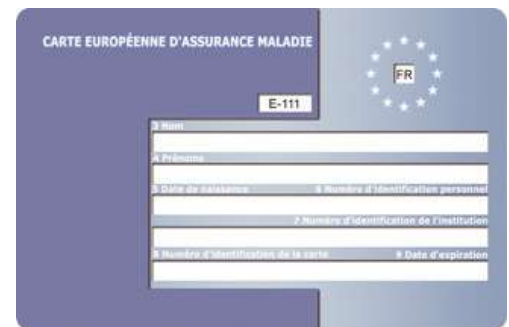 CARTE EUROPÉENNE D'ASSURANCE MALADIE
FR
E-111
3 Nom
4 Prénoms
5 Date de naissance 6 Numéro d'identification personnel
7 Numéro d'identification de l'institution
8 Numéro d'identification de la carte 9 Date d'expiration